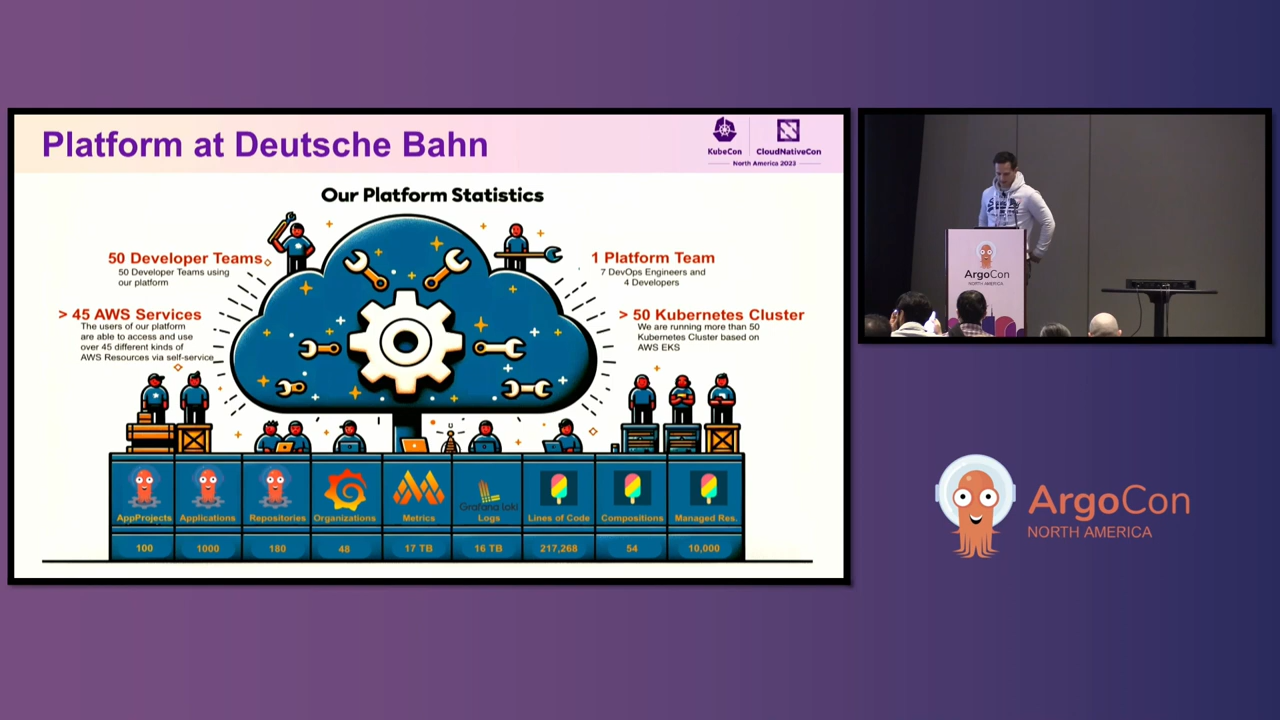 Platform at Deutsche Bahn
KubeCon
CloudNativeCon
North America 2023
Our Platform Statistics
50 Developer Teams
50 Developer Teams using
our platform
> 45 AWS Services
The users of our platform
are able to access and use
over 45 different kinds of
AWS Resources via self-service
1 Platform Team
7 DevOps Engineers and
4 Developers
> 50 Kubernetes Cluster
We are running more than 50
Kubernetes Cluster based on
AWS EKS
AppProjects
Applications
Repositories
Organizations
Metrics
Grafana Loki
Logs
Lines of Code
Compositions
Managed Res.
100
1000
180
48
17 TB
16 TB
217,268
54
10,000
ArgoCon
NORTH AMERICA
ArgoCon
NORTH AMERICA